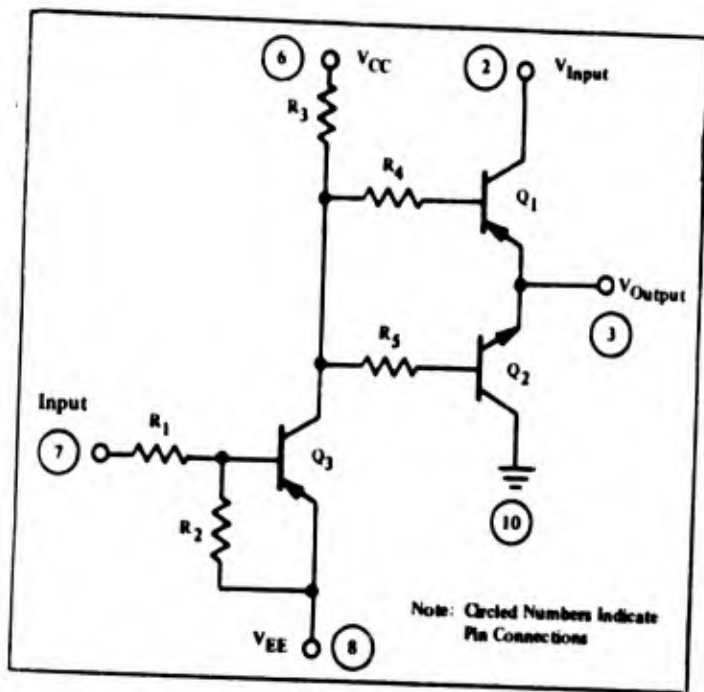 6 VCC
2 VInput
R3
R4
Q1
VOutput
3
R5
Q2
Input
R1
7
Q3
R2
10
Note: Circled Numbers Indicate
Pin Connections
VEE 8